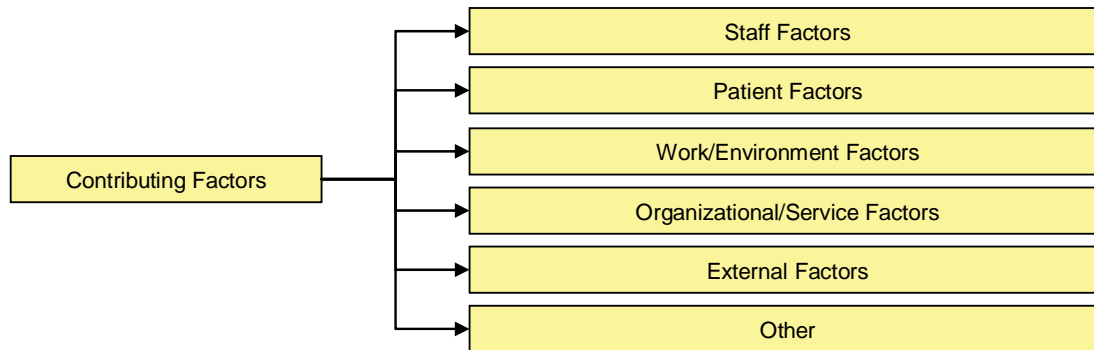 Staff Factors
Patient Factors
Work/Environment Factors
Contributing Factors
Organizational/Service Factors
External Factors
Other